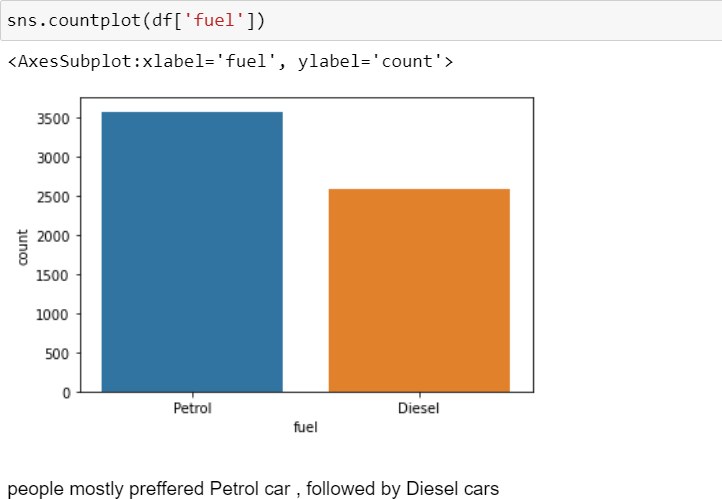 sns.countplot(df['fuel'])
<AxesSubplot:xlabel='fuel', ylabel='count'>
3500
3000
2500
2000
1500
1000
500
0
count
Petrol Diesel
fuel
people mostly preffered Petrol car , followed by Diesel cars